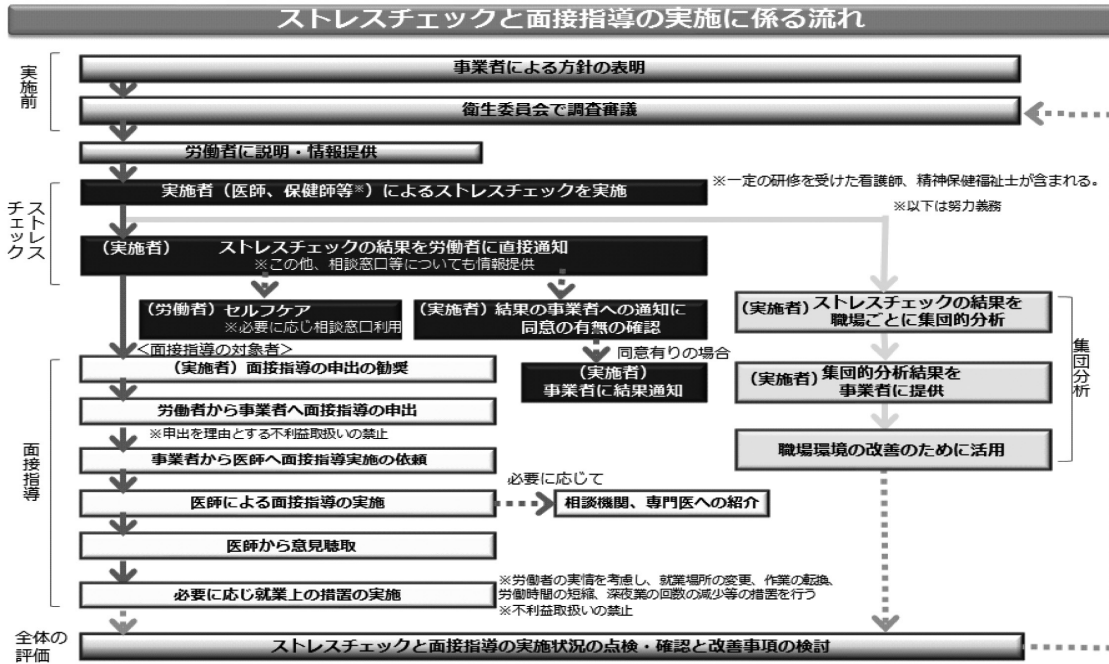 ストレスチェックと面接指導の実施に係る流れ
実施前
事業者による方針の表明
衛生委員会で調査審議
労働者に説明・情報提供
ストレスチェック
実施者（医師、保健師等※）によるストレスチェックを実施
※一定の研修を受けた看護師、精神保健福祉士が含まれる。
※以下は努力義務
（実施者） ストレスチェックの結果を労働者に直接通知
※この他、相談窓口等についても情報提供
（労働者）セルフケア
※必要に応じ相談窓口利用
（実施者）結果の事業者への通知に
同意の有無の確認
（実施者）ストレスチェックの結果を
職場ごとに集団的分析
＜面接指導の対象者＞
同意有りの場合
面接指導
（実施者）面接指導の申出の勧奨
（実施者）
事業者に結果通知
（実施者）集団的分析結果を
事業者に提供
集団分析
労働者から事業者へ面接指導の申出
※申出を理由とする不利益取扱いの禁止
事業者から医師へ面接指導実施の依頼
職場環境の改善のために活用
必要に応じて
医師による面接指導の実施
相談機関、専門医への紹介
医師から意見聴取
必要に応じ就業上の措置の実施
※労働者の実情を考慮し、就業場所の変更、作業の転換、
労働時間の短縮、深夜業の回数の減少等の措置を行う
※不利益取扱いの禁止
全体の
評価
ストレスチェックと面接指導の実施状況の点検・確認と改善事項の検討